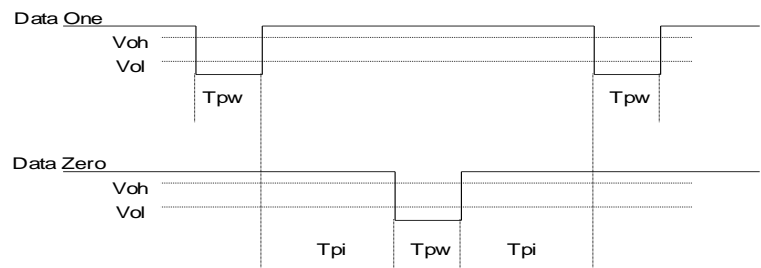 Data One
Voh
Vol
Tpw Tpw
Data Zero
Voh
Vol
Tpi Tpw Tpi